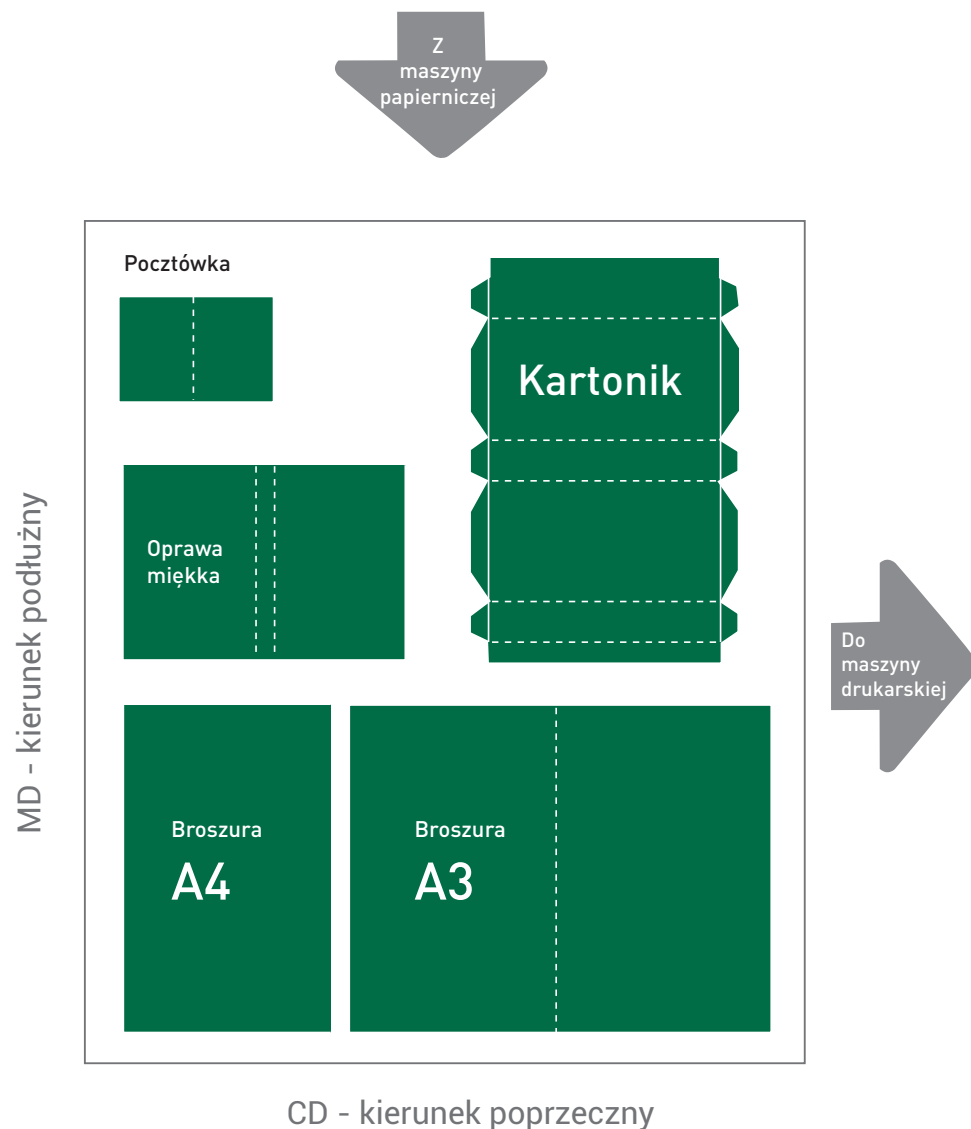 Z
maszyny
papierniczej
Pocztówka
Kartonik
Oprawa
miękka
MD - kierunek podłużny
Do
maszyny
drukarskiej
Broszura
A4
Broszura
A3
CD - kierunek poprzeczny